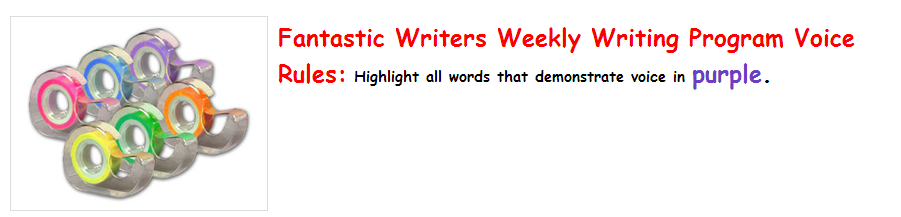 Fantastic Writers Weekly Writing Program Voice
Rules: Highlight all words that demonstrate voice in purple.